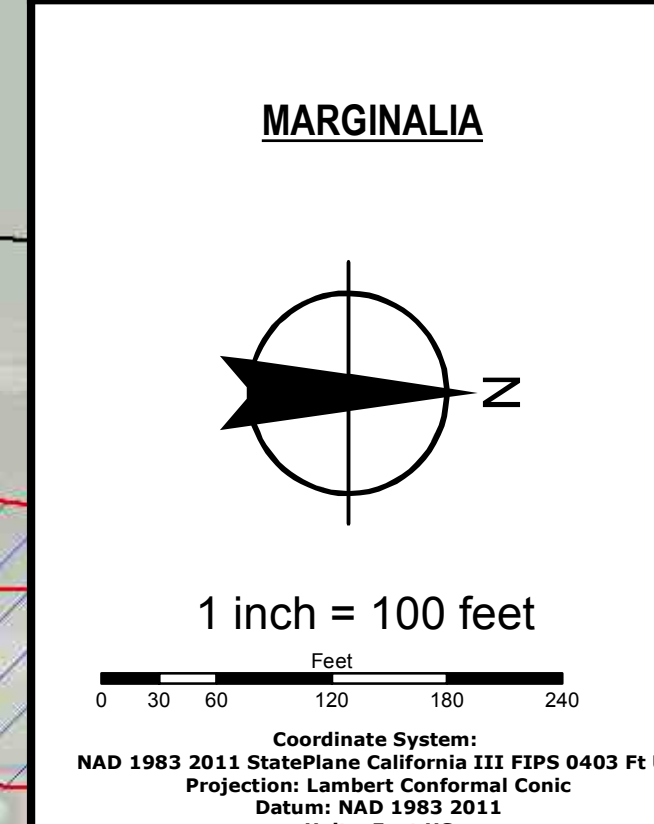 MARGINALIA
N
1 inch = 100 feet
Feet
0 30 60 120 180 240
Coordinate System:
NAD 1983 2011 StatePlane California III FIPS 0403 Ft
Projection: Lambert Conformal Conic
Datum: NAD 1983 2011